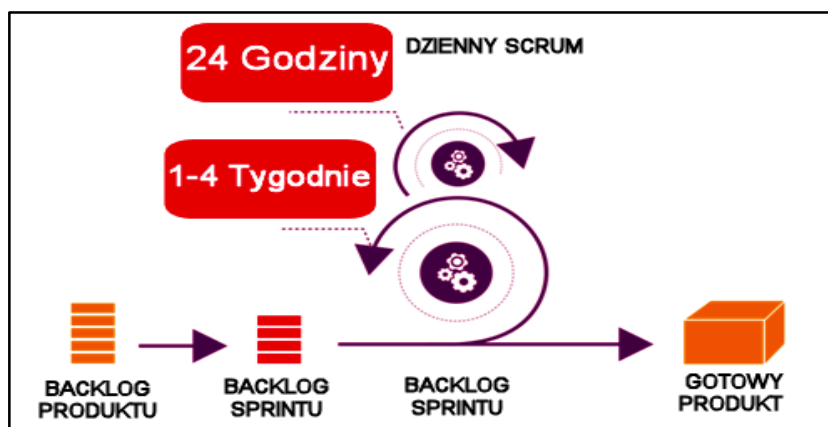 24 Godziny
DZIENNY SCRUM
1-4 Tygodnie
BACKLOG
PRODUKTU
BACKLOG
SPRINTU
BACKLOG
SPRINTU
GOTOWY
PRODUKT